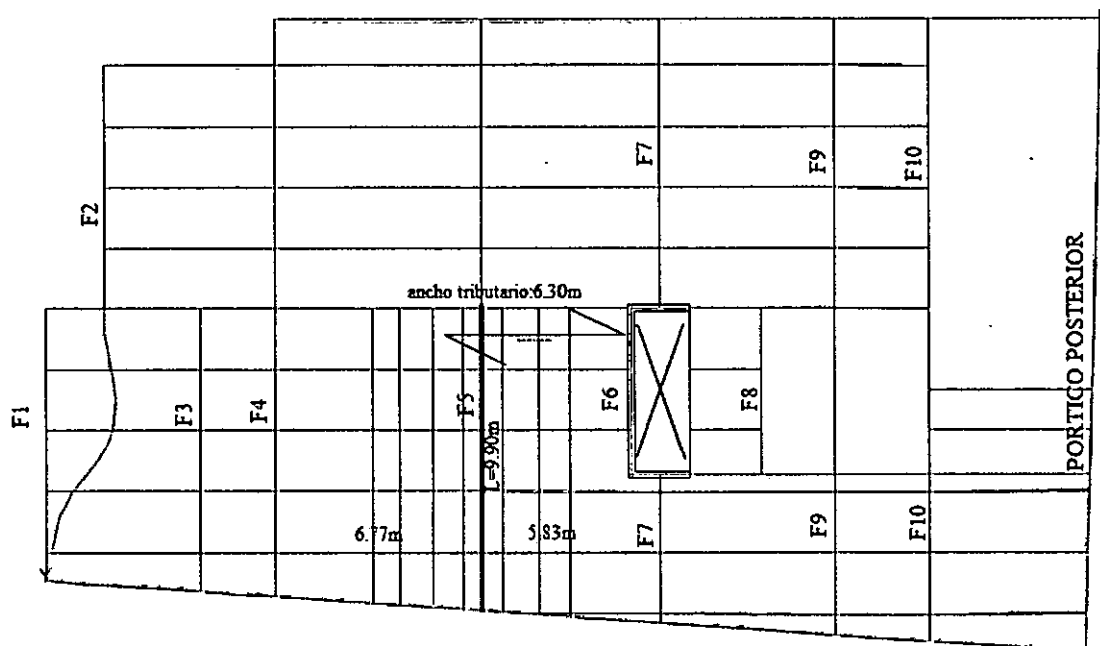 F7
F9
F10
F2
ancho tributario:6.30m
PORTICO POSTERIOR
F1
F3
F4
F5
F6
F8
L=9.90m
6.77m
5.83m
F7
F9
F10